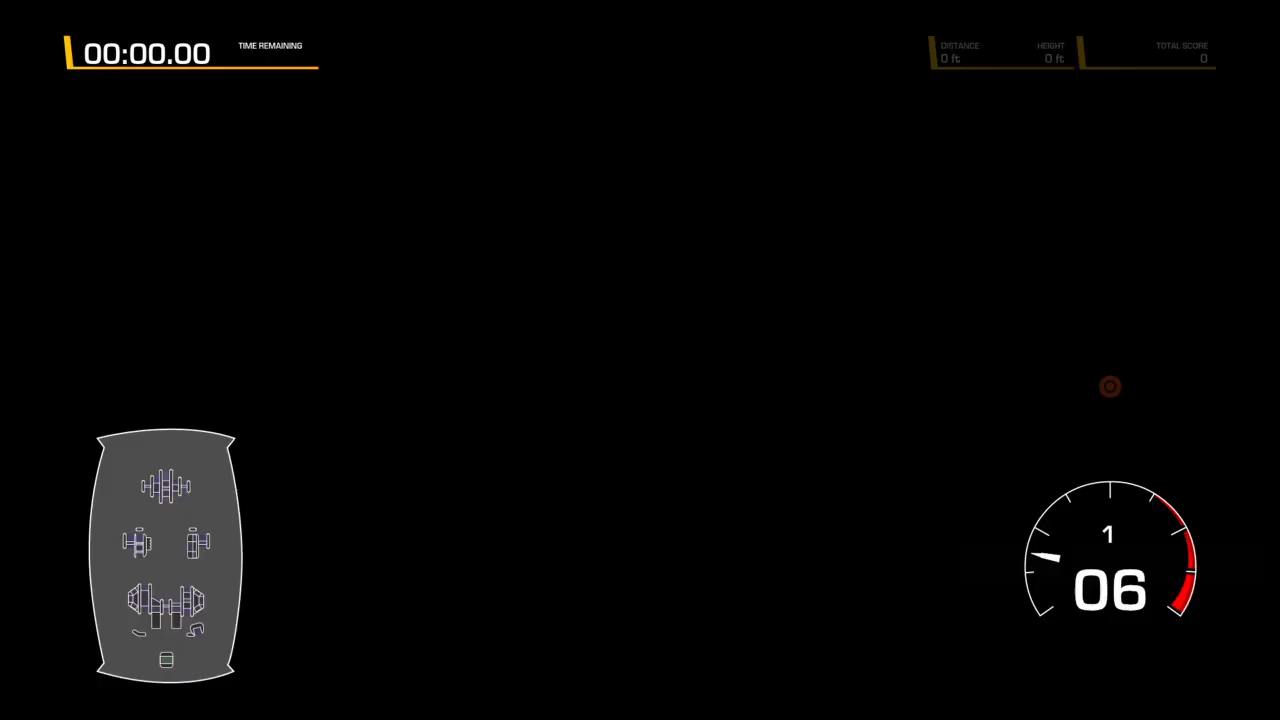 00:00.00 TIME REMAINING
DISTANCE HEIGHT TOTAL SCORE
0 ft 0 ft 0
1
06